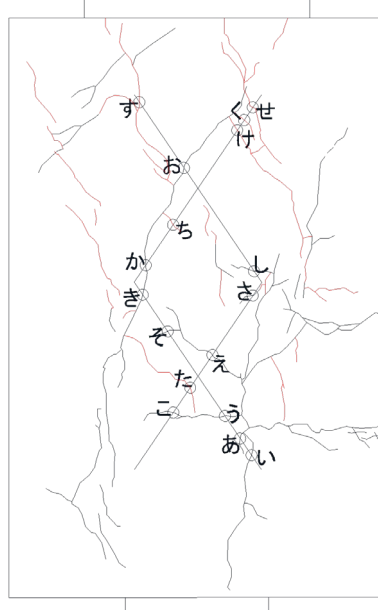 す
く
せ
け
お
ち
か
し
き
さ
そ
え
た
こ
う
あ
い